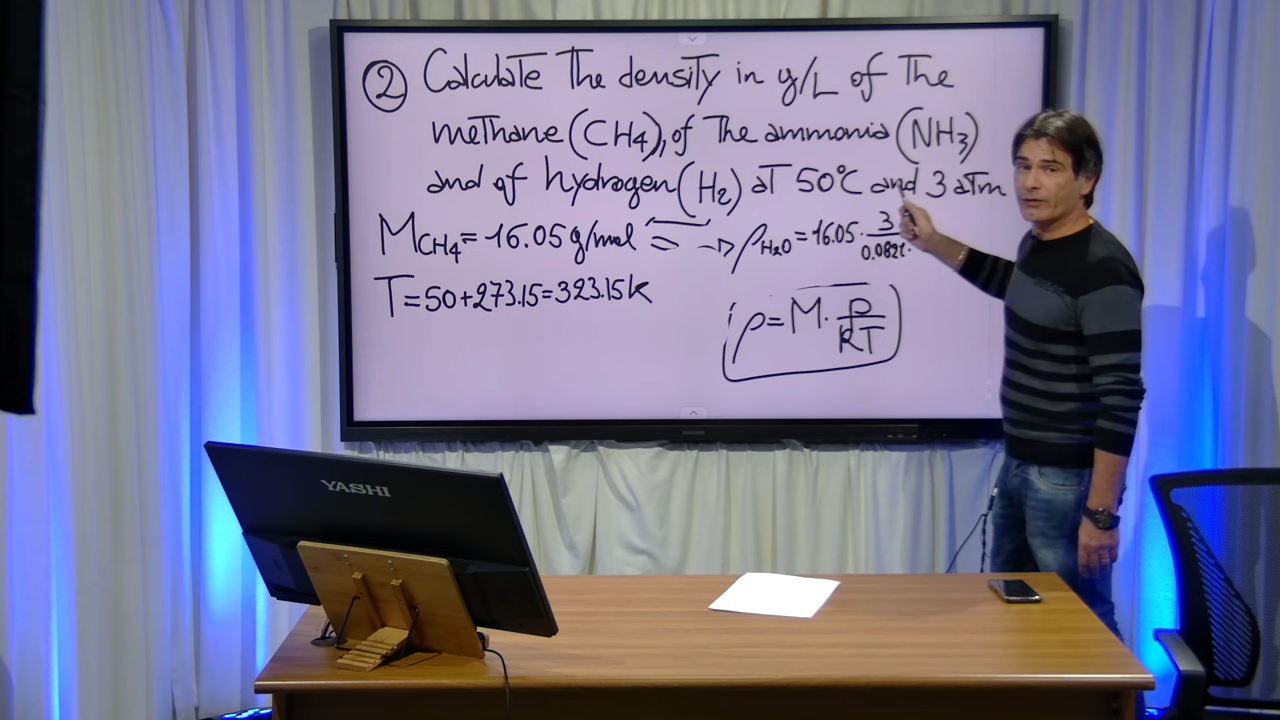 ② Calculate The density in g/L of the
methane (CH4), of The ammonia (NH3)
and of hydrogen (H2) at 50°C and 3 atm
MCH4 = 16.05 g/mol = → ρH2O = 16.05 · 3/0.0821·
T = 50 + 273.15 = 323.15 K
ρ = M · p/RT
YASHI